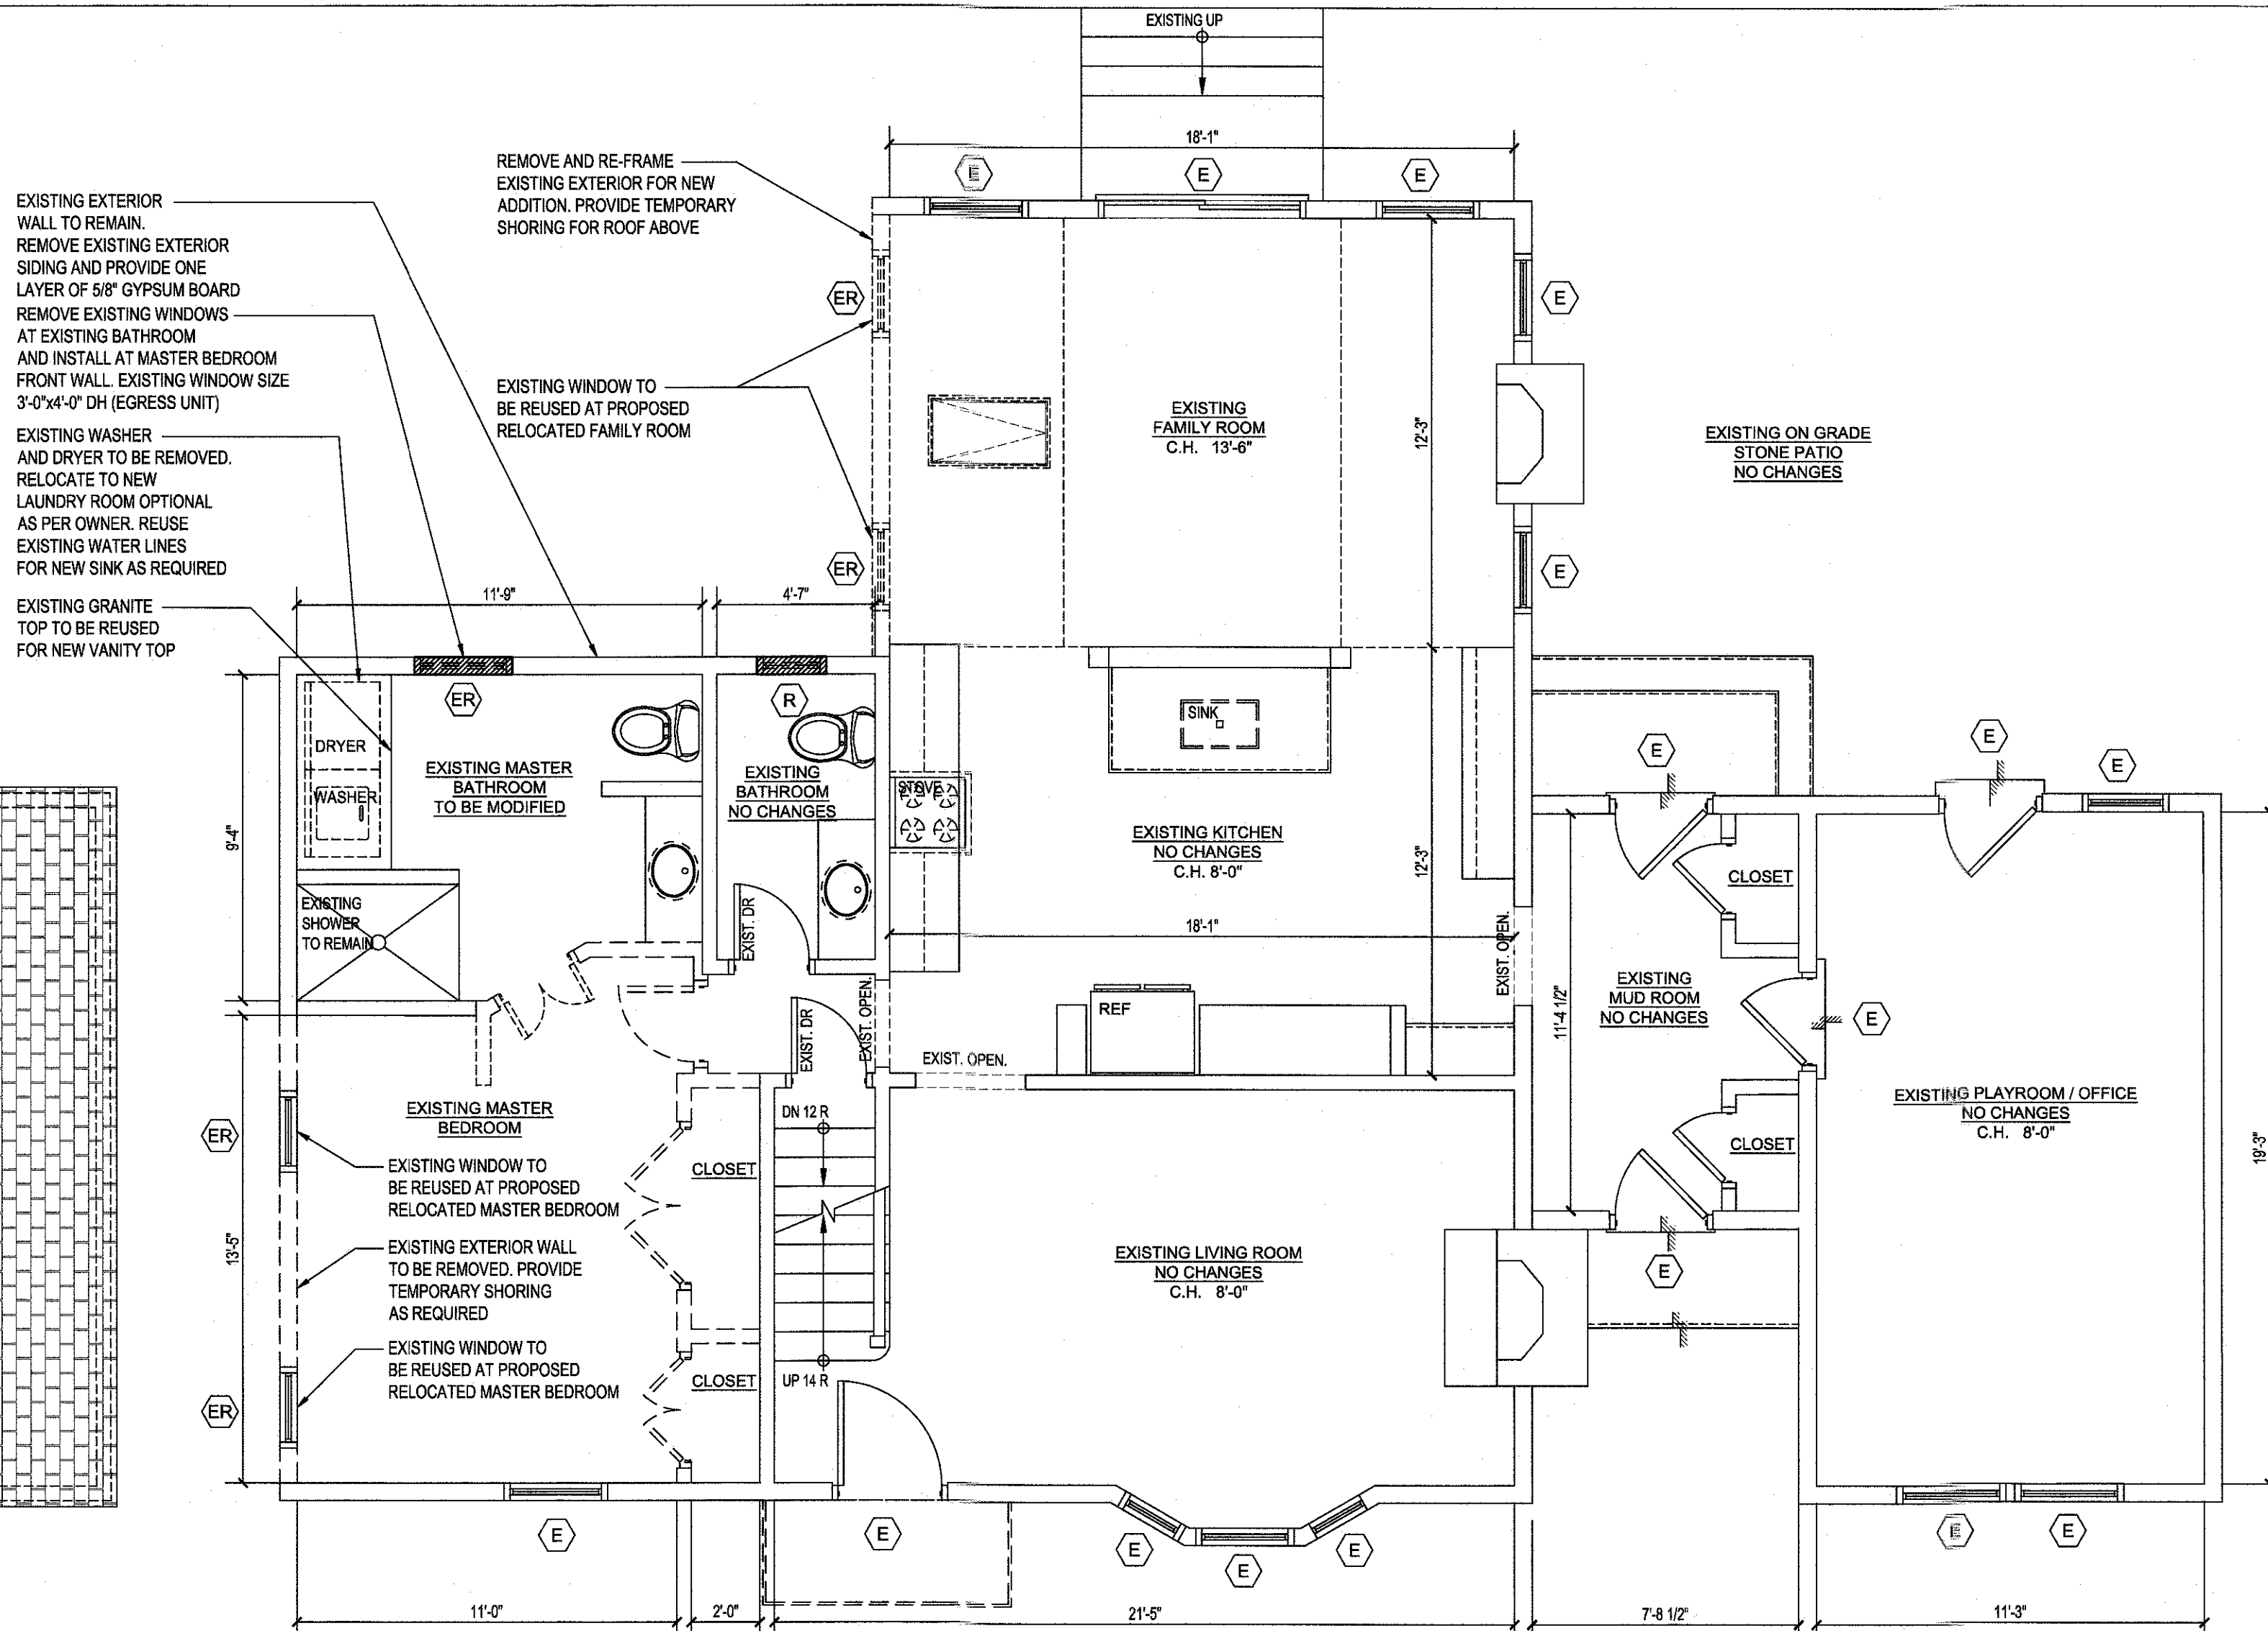 EXISTING UP
18'-1"
E
E
E
REMOVE AND RE-FRAME
EXISTING EXTERIOR FOR NEW
ADDITION. PROVIDE TEMPORARY
SHORING FOR ROOF ABOVE
EXISTING EXTERIOR
WALL TO REMAIN.
REMOVE EXISTING EXTERIOR
SIDING AND PROVIDE ONE
LAYER OF 5/8" GYPSUM BOARD
REMOVE EXISTING WINDOWS
AT EXISTING BATHROOM
AND INSTALL AT MASTER BEDROOM
FRONT WALL. EXISTING WINDOW SIZE
3'-0"x4'-0" DH (EGRESS UNIT)
EXISTING WASHER
AND DRYER TO BE REMOVED.
RELOCATE TO NEW
LAUNDRY ROOM OPTIONAL
AS PER OWNER. REUSE
EXISTING WATER LINES
FOR NEW SINK AS REQUIRED
EXISTING GRANITE
TOP TO BE REUSED
FOR NEW VANITY TOP
EXISTING WINDOW TO
BE REUSED AT PROPOSED
RELOCATED FAMILY ROOM
ER
ER
E
E
EXISTING
FAMILY ROOM
C.H. 13'-6"
12'-3"
EXISTING ON GRADE
STONE PATIO
NO CHANGES
11'-9"
4'-7"
ER
R
9'-4"
DRYER
WASHER
EXISTING MASTER
BATHROOM
TO BE MODIFIED
EXISTING
BATHROOM
NO CHANGES
EXISTING
SHOWER
TO REMAIN
STOVE
SINK
EXISTING KITCHEN
NO CHANGES
C.H. 8'-0"
12'-3"
18'-1"
EXIST. DR
EXIST. DR
EXIST. OPEN.
EXIST. OPEN.
EXIST. OPEN.
REF
E
E
E
CLOSET
EXISTING
MUD ROOM
NO CHANGES
11'-4 1/2"
E
CLOSET
EXISTING PLAYROOM / OFFICE
NO CHANGES
C.H. 8'-0"
19'-3"
E
EXISTING MASTER
BEDROOM
ER
EXISTING WINDOW TO
BE REUSED AT PROPOSED
RELOCATED MASTER BEDROOM
13'-5"
EXISTING EXTERIOR WALL
TO BE REMOVED. PROVIDE
TEMPORARY SHORING
AS REQUIRED
EXISTING WINDOW TO
BE REUSED AT PROPOSED
RELOCATED MASTER BEDROOM
ER
CLOSET
CLOSET
DN 12 R
UP 14 R
EXISTING LIVING ROOM
NO CHANGES
C.H. 8'-0"
E
E
E
E
E
E
E
11'-0"
2'-0"
21'-5"
7'-8 1/2"
11'-3"